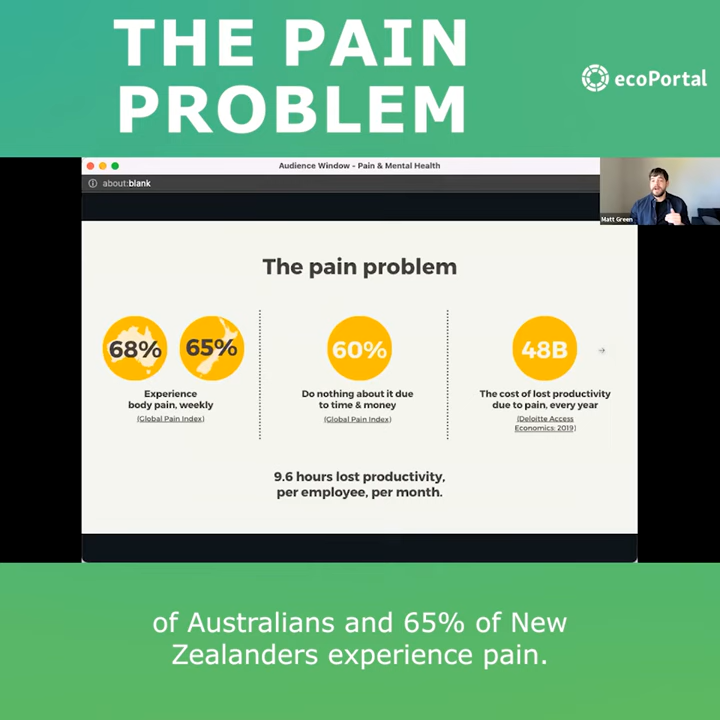 THE PAIN
PROBLEM
ecoPortal
Audience Window - Pain & Mental Health
about:blank
Matt Green
The pain problem
68%
65%
60%
48B
Experience
body pain, weekly
(Global Pain Index)
Do nothing about it due
to time & money
(Global Pain Index)
The cost of lost productivity
due to pain, every year
(Deloitte Access
Economics: 2019)
9.6 hours lost productivity,
per employee, per month.
of Australians and 65% of New
Zealanders experience pain.